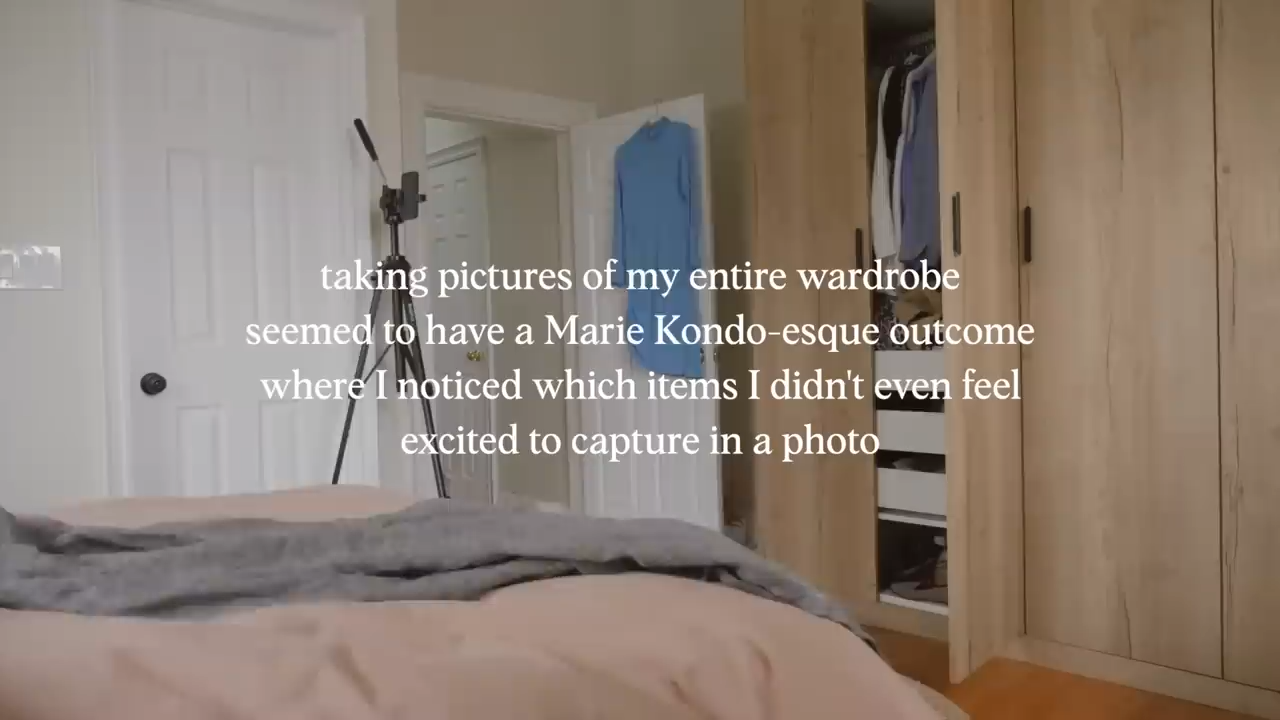 taking pictures of my entire wardrobe
seemed to have a Marie Kondo-esque outcome
where I noticed which items I didn't even feel
excited to capture in a photo